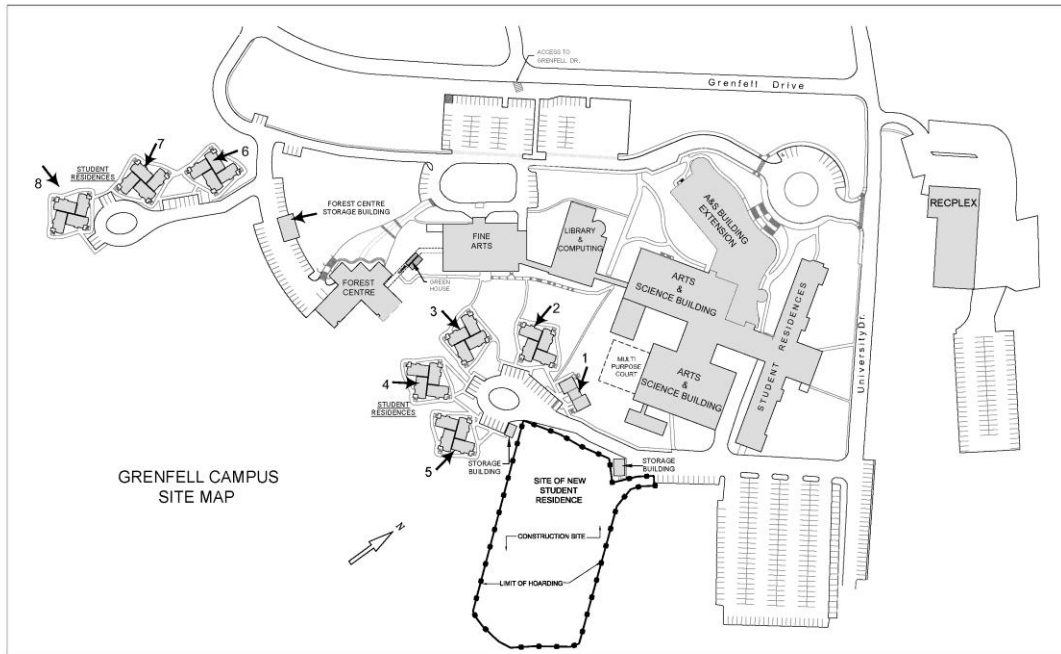 ACCESS TO
GRENFELL DR.
Grenfell Drive
7
6
STUDENT
RESIDENCES
8
FOREST CENTRE
STORAGE BUILDING
A&S BUILDING
EXTENSION
RECPLEX
FINE
ARTS
LIBRARY
&
COMPUTING
FOREST
CENTRE
GREEN
HOUSE
ARTS
&
SCIENCE BUILDING
STUDENT RESIDENCES
University Dr.
3
2
1
MULTI
PURPOSE
COURT
ARTS
&
SCIENCE BUILDING
4
STUDENT
RESIDENCES
5
STORAGE
BUILDING
STORAGE
BUILDING
GRENFELL CAMPUS
SITE MAP
SITE OF NEW
STUDENT
RESIDENCE
N
CONSTRUCTION SITE
LIMIT OF HOARDING